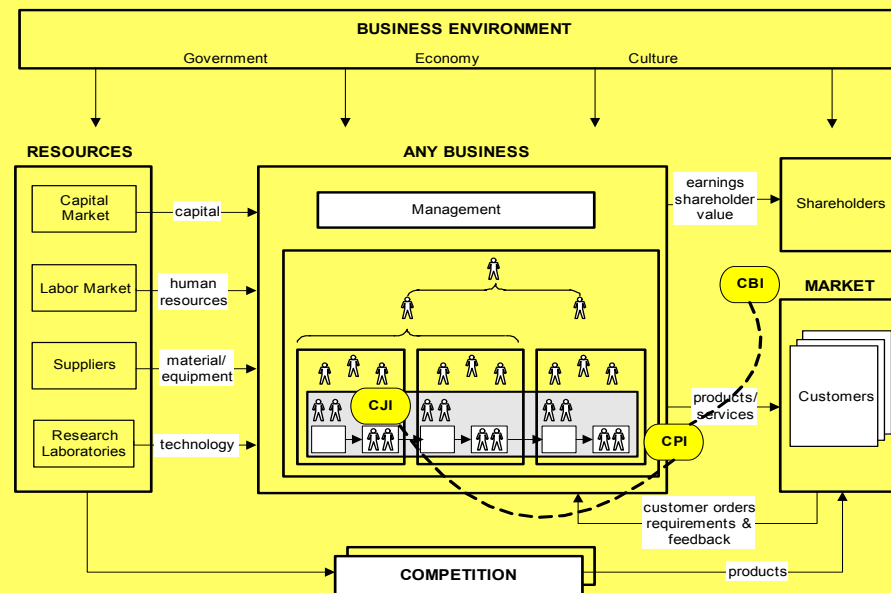 BUSINESS ENVIRONMENT
Government Economy Culture
RESOURCES
ANY BUSINESS
Capital
Market
capital
Management
earnings
shareholder
value
Shareholders
Labor Market
human
resources
CBI
MARKET
Suppliers
material/
equipment
CJI
products/
services
Customers
Research
Laboratories
technology
CPI
customer orders
requirements &
feedback
COMPETITION
products